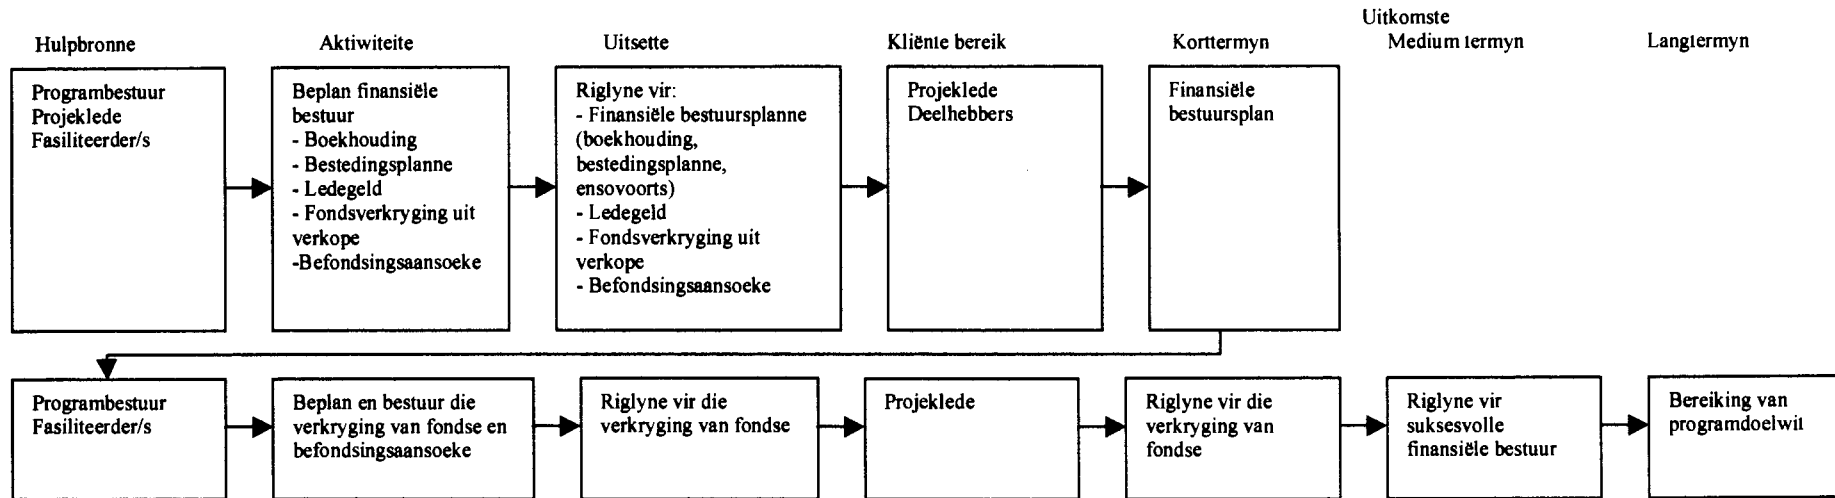 Uitkomste
Hulpbronne
Aktiwiteite
Uitsette
Kliënte bereik
Korttermyn
Medium termyn
Langtermyn
Programbestuur
Projeklede
Fasiliteerder/s
Beplan finansiële
bestuur
- Boekhouding
- Bestedingsplanne
- Ledegeld
- Fondsverkryging uit
verkope
-Befondsingsaansoeke
Riglyne vir:
- Finansiële bestuursplanne
(boekhouding,
bestedingsplanne,
ensovoorts)
- Ledegeld
- Fondsverkryging uit
verkope
- Befondsingsaansoeke
Projeklede
Deelhebbers
Finansiële
bestuursplan
Programbestuur
Fasiliteerder/s
Beplan en bestuur die
verkryging van fondse en
befondsingsaansoeke
Riglyne vir die
verkryging van fondse
Projeklede
Riglyne vir die
verkryging van
fondse
Riglyne vir
suksesvolle
finansiële bestuur
Bereiking van
programdoelwit